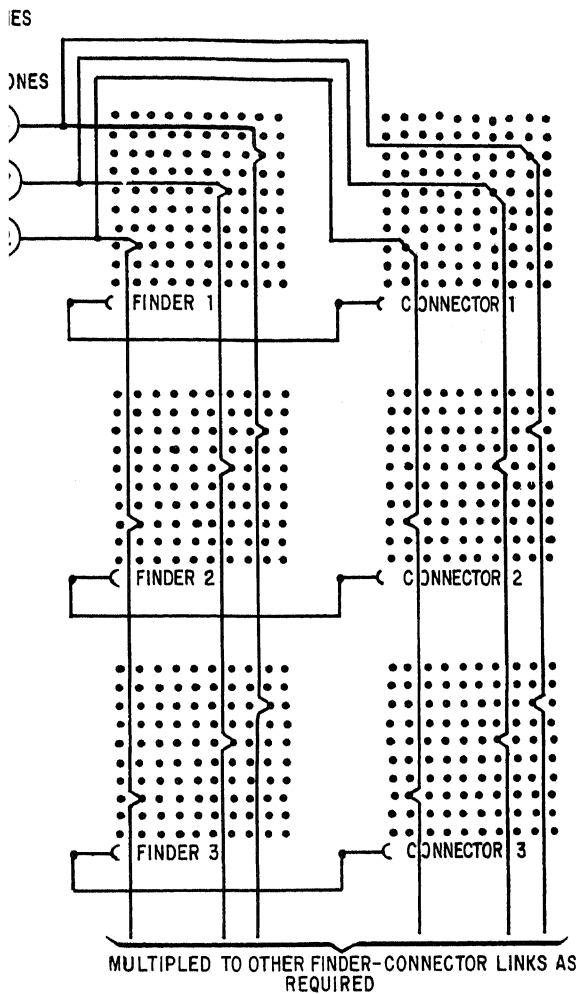 FINDER 1
CONNECTOR 1
FINDER 2
CONNECTOR 2
FINDER 3
CONNECTOR 3
MULTIPLED TO OTHER FINDER-CONNECTOR LINKS AS
REQUIRED